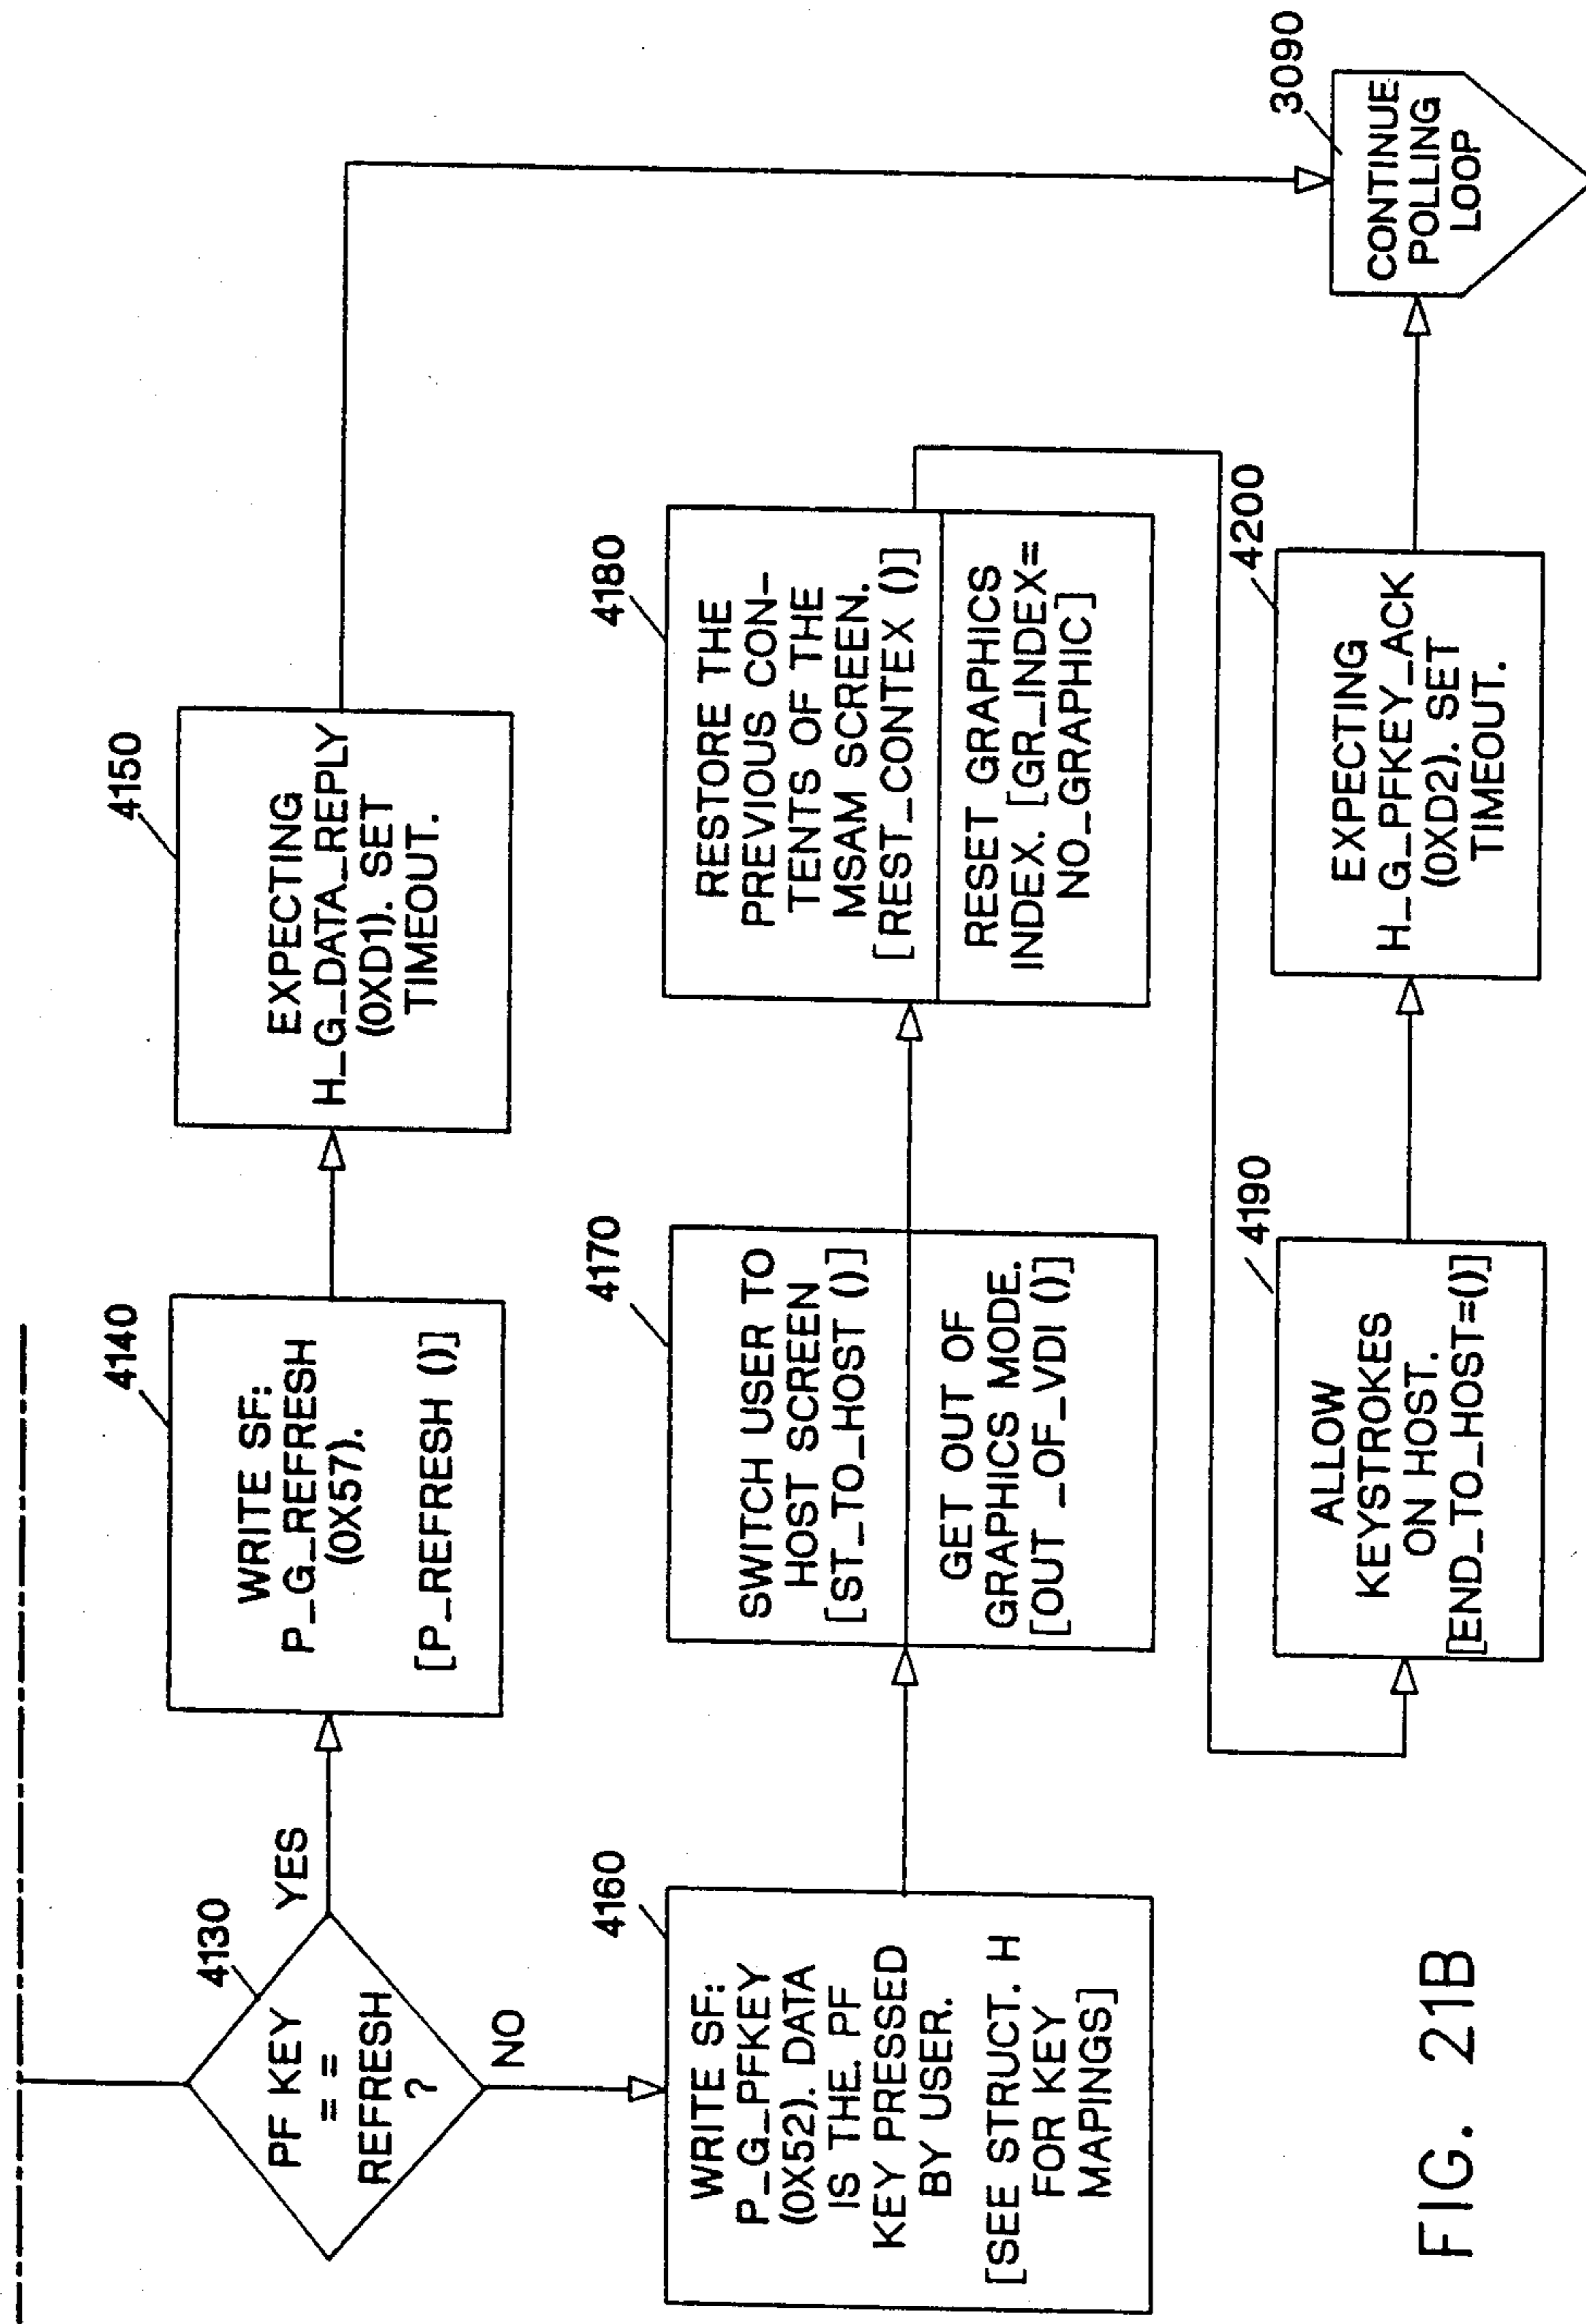 4130
PF KEY
= =
REFRESH
?
YES
NO
4140
WRITE SF:
P_G_REFRESH
(0X57).
[P_REFRESH ()]
4150
EXPECTING
H_G_DATA_REPLY
(0XD1). SET
TIMEOUT.
4160
WRITE SF:
P_G_PFKEY
(0X52). DATA
IS THE. PF
KEY PRESSED
BY USER.
[SEE STRUCT. H
FOR KEY
MAPINGS]
4170
SWITCH USER TO
HOST SCREEN
[ST_TO_HOST ()]
GET OUT OF
GRAPHICS MODE.
[OUT _OF_VDI ()]
4180
RESTORE THE
PREVIOUS CON-
TENTS OF THE
MSAM SCREEN.
[REST_CONTEX ()]
RESET GRAPHICS
INDEX. [GR_INDEX=
NO_GRAPHIC]
4190
ALLOW
KEYSTROKES
ON HOST.
[END_TO_HOST=()]
4200
EXPECTING
H_G_PFKEY_ACK
(0XD2). SET
TIMEOUT.
3090
CONTINUE
POLLING
LOOP
FIG. 21B